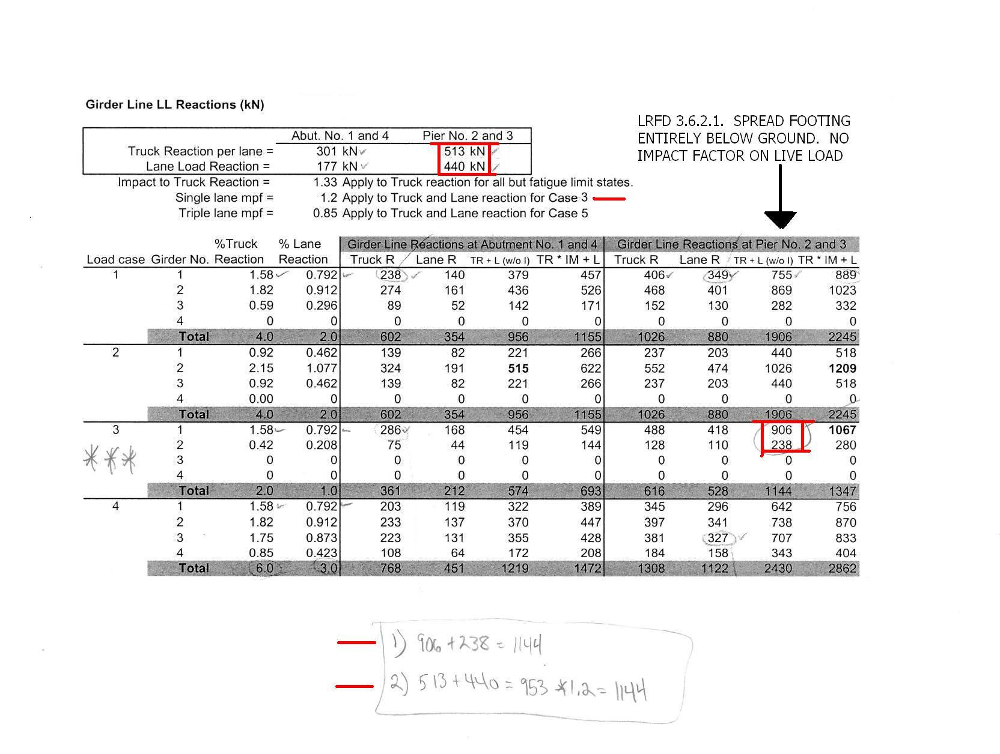 Girder Line LL Reactions (kN)
LRFD 3.6.2.1. SPREAD FOOTING
ENTIRELY BELOW GROUND. NO
IMPACT FACTOR ON LIVE LOAD
Abut. No. 1 and 4 Pier No. 2 and 3
Truck Reaction per lane = 301 kN 513 kN
Lane Load Reaction = 177 kN 440 kN
Impact to Truck Reaction = 1.33 Apply to Truck reaction for all but fatigue limit states.
Single lane mpf = 1.2 Apply to Truck and Lane reaction for Case 3
Triple lane mpf = 0.85 Apply to Truck and Lane reaction for Case 5
%Truck % Lane Girder Line Reactions at Abutment No. 1 and 4 Girder Line Reactions at Pier No. 2 and 3
Load case Girder No. Reaction Reaction Truck R Lane R TR + L (w/o I) TR * IM + L Truck R Lane R TR + L (w/o I) TR * IM + L
1 1 1.58 0.792 238 140 379 457 406 349 755 889
2 1.82 0.912 274 161 436 526 468 401 869 1023
3 0.59 0.296 89 52 142 171 152 130 282 332
4 0 0 0 0 0 0 0 0 0 0
Total 4.0 2.0 602 354 956 1155 1026 880 1906 2245
2 1 0.92 0.462 139 82 221 266 237 203 440 518
2 2.15 1.077 324 191 515 622 552 474 1026 1209
3 0.92 0.462 139 82 221 266 237 203 440 518
4 0.00 0 0 0 0 0 0 0 0 0
Total 4.0 2.0 602 354 956 1155 1026 880 1906 2245
3 1 1.58 0.792 286 168 454 549 488 418 906 1067
2 0.42 0.208 75 44 119 144 128 110 238 280
*** 3 0 0 0 0 0 0 0 0 0 0
4 0 0 0 0 0 0 0 0 0 0
Total 2.0 1.0 361 212 574 693 616 528 1144 1347
4 1 1.58 0.792 203 119 322 389 345 296 642 756
2 1.82 0.912 233 137 370 447 397 341 738 870
3 1.75 0.873 223 131 355 428 381 327 707 833
4 0.85 0.423 108 64 172 208 184 158 343 404
Total 6.0 3.0 768 451 1219 1472 1308 1122 2430 2862
1) 906 + 238 = 1144
2) 513 + 440 = 953 * 1.2 = 1144